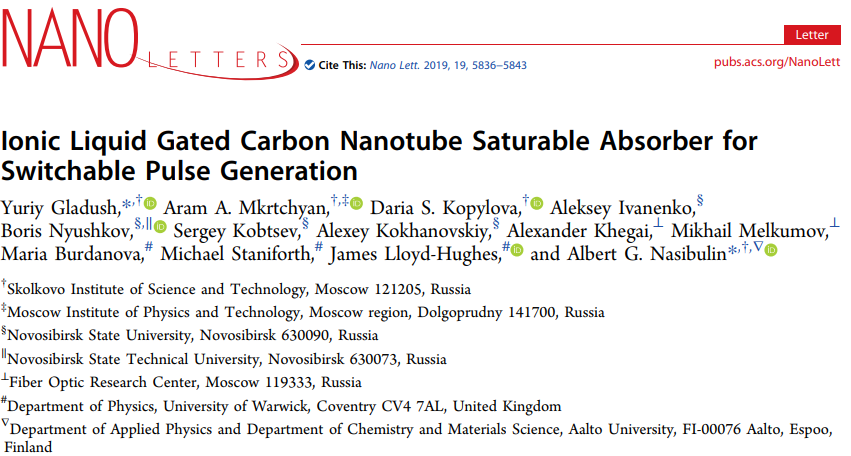 NANO LETTERS
Letter
Cite This: Nano Lett. 2019, 19, 5836−5843
pubs.acs.org/NanoLett
Ionic Liquid Gated Carbon Nanotube Saturable Absorber for
Switchable Pulse Generation
Yuriy Gladush,*,† Aram A. Mkrtchyan,†,‡ Daria S. Kopylova,† Aleksey Ivanenko,§
Boris Nyushkov,§,∥ Sergey Kobtsev,§ Alexey Kokhanovskiy,§ Alexander Khegai,⊥ Mikhail Melkumov,⊥
Maria Burdanova,# Michael Staniforth,# James Lloyd-Hughes,# and Albert G. Nasibulin*,†,∇
†Skolkovo Institute of Science and Technology, Moscow 121205, Russia
‡Moscow Institute of Physics and Technology, Moscow region, Dolgoprudny 141700, Russia
§Novosibirsk State University, Novosibirsk 630090, Russia
∥Novosibirsk State Technical University, Novosibirsk 630073, Russia
⊥Fiber Optic Research Center, Moscow 119333, Russia
#Department of Physics, University of Warwick, Coventry CV4 7AL, United Kingdom
∇Department of Applied Physics and Department of Chemistry and Materials Science, Aalto University, FI-00076 Aalto, Espoo,
Finland